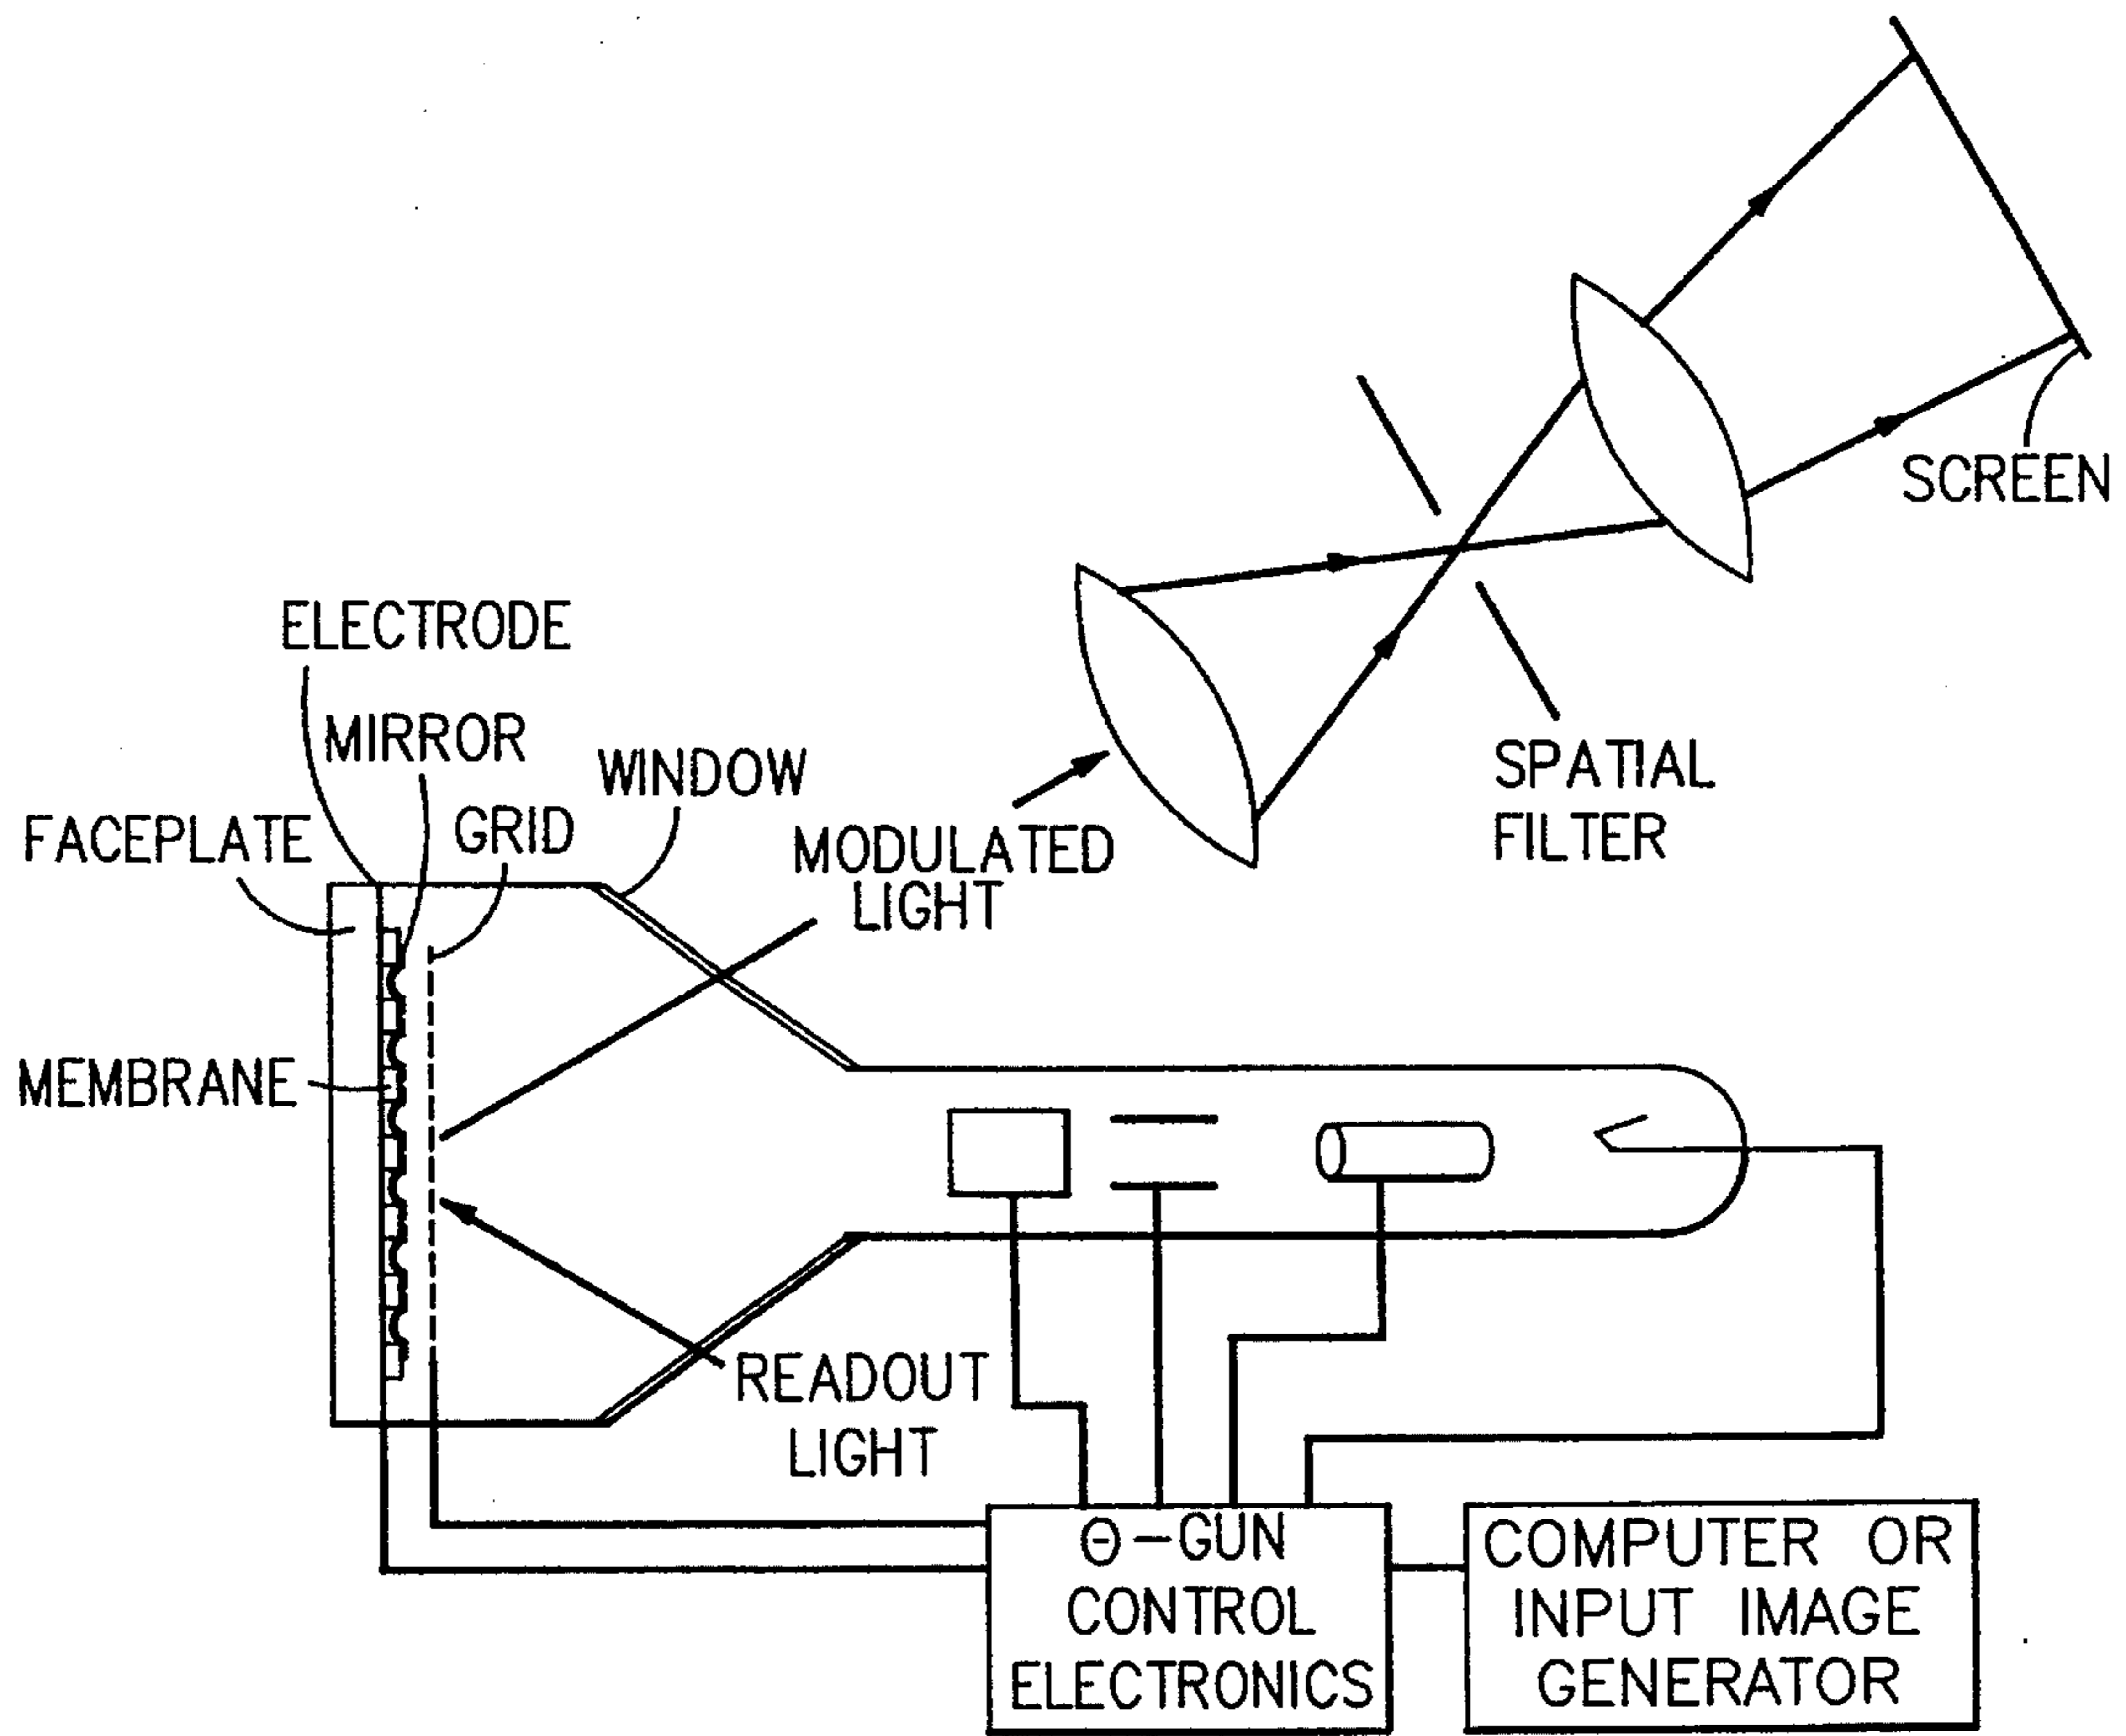 SCREEN
ELECTRODE
MIRROR
WINDOW
SPATIAL
FILTER
FACEPLATE
GRID
MODULATED
LIGHT
MEMBRANE
READOUT
LIGHT
Θ-GUN
CONTROL
ELECTRONICS
COMPUTER OR
INPUT IMAGE
GENERATOR